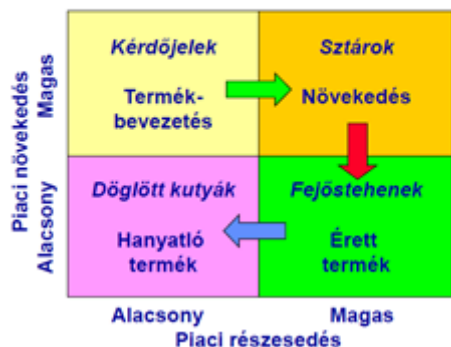 Piaci növekedés
Magas
Alacsony
Kérdőjelek
Termék-
bevezetés
Sztárok
Növekedés
Döglött kutyák
Hanyatló
termék
Fejőstehenek
Érett
termék
Alacsony
Magas
Piaci részesedés